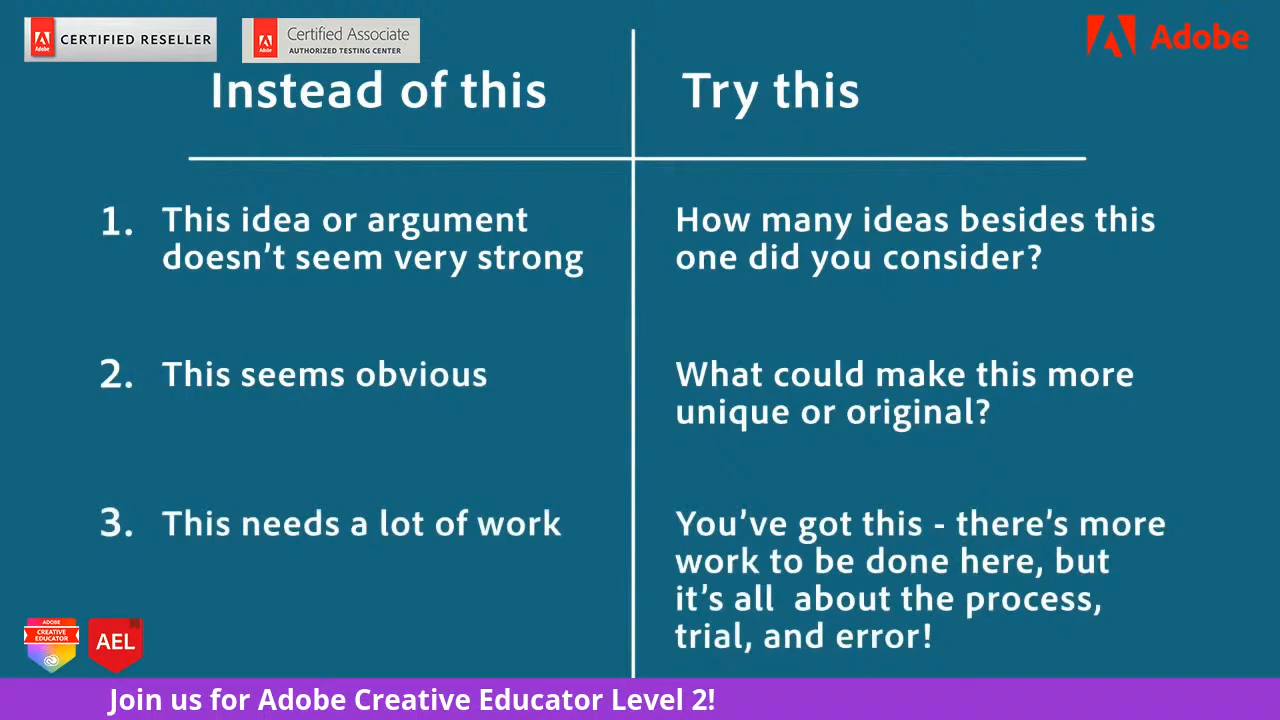 Adobe
CERTIFIED RESELLER
Adobe
Certified Associate
AUTHORIZED TESTING CENTER
Adobe
Instead of this
Try this
1. This idea or argument
doesn’t seem very strong
How many ideas besides this
one did you consider?
2. This seems obvious
What could make this more
unique or original?
3. This needs a lot of work
You’ve got this - there’s more
work to be done here, but
it’s all about the process,
trial, and error!
ADOBE
CREATIVE
EDUCATOR
AEL
Join us for Adobe Creative Educator Level 2!